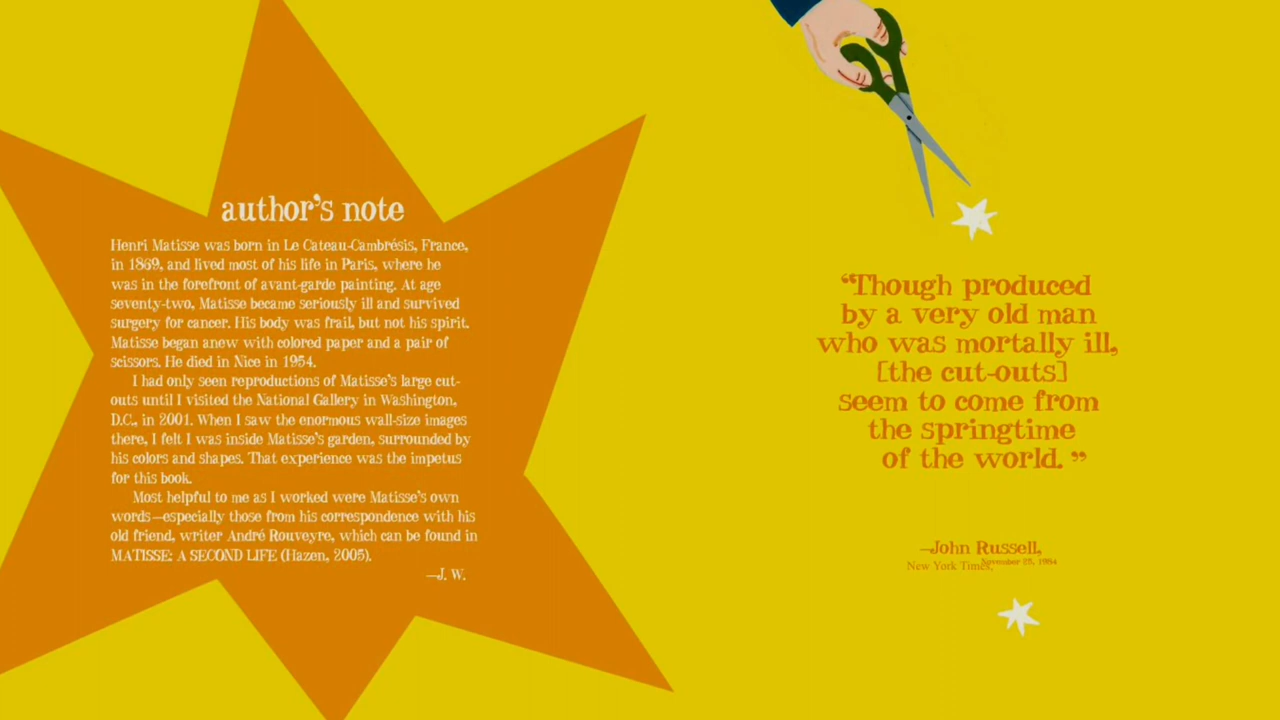 author's note
Henri Matisse was born in Le Cateau-Cambrésis, France,
in 1869, and lived most of his life in Paris, where he
was in the forefront of avant-garde painting. At age
seventy-two, Matisse became seriously ill and survived
surgery for cancer. His body was frail, but not his spirit.
Matisse began anew with colored paper and a pair of
scissors. He died in Nice in 1954.
I had only seen reproductions of Matisse's large cut-
outs until I visited the National Gallery in Washington,
D.C., in 2001. When I saw the enormous wall-size images
there, I felt I was inside Matisse's garden, surrounded by
his colors and shapes. That experience was the impetus
for this book.
Most helpful to me as I worked were Matisse's own
words—especially those from his correspondence with his
old friend, writer André Rouveyre, which can be found in
MATISSE: A SECOND LIFE (Hazen, 2005).
—J. W.
“Though produced
by a very old man
who was mortally ill,
[the cut-outs]
seem to come from
the springtime
of the world.”
—John Russell,
New York Times, November 25, 1984